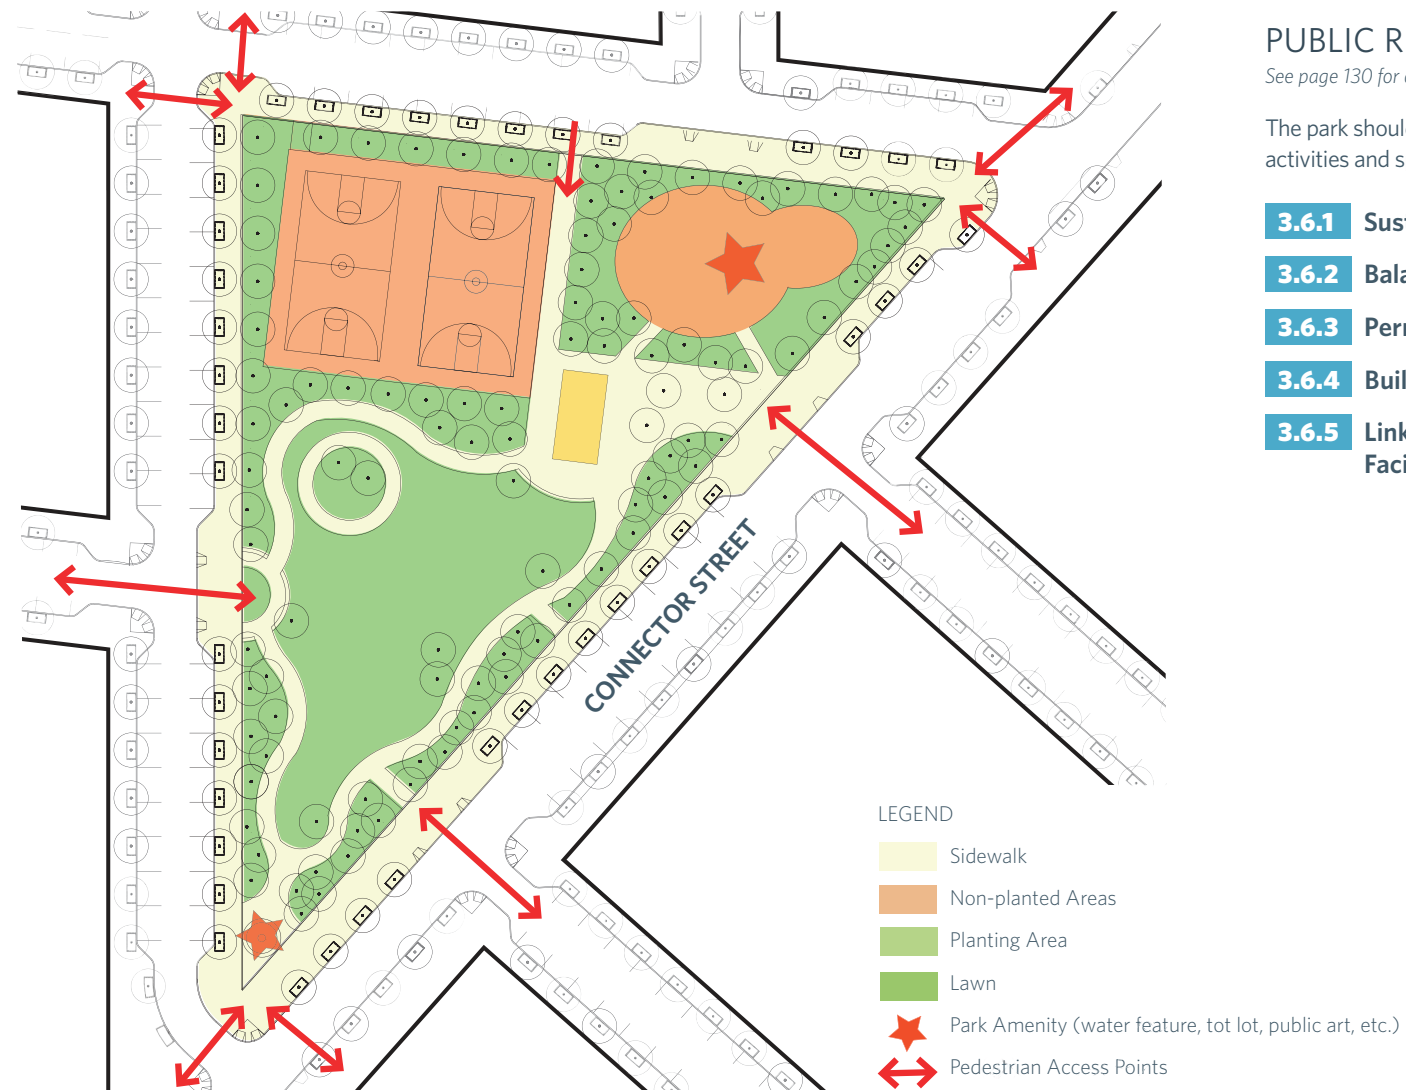 PUBLIC R
See page 130 for
The park shoul
activities and s
3.6.1 Sus
3.6.2 Bala
3.6.3 Perr
3.6.4 Buil
3.6.5 Link
Faci
CONNECTOR STREET
LEGEND
Sidewalk
Non-planted Areas
Planting Area
Lawn
Park Amenity (water feature, tot lot, public art, etc.)
Pedestrian Access Points